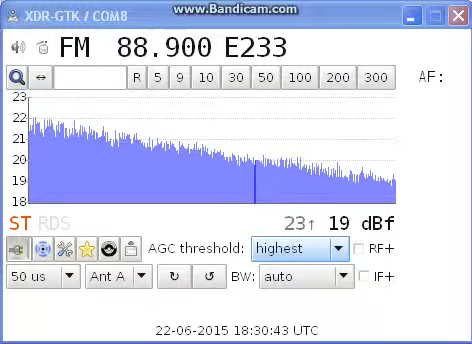 XDR-GTK / COM8
www.Bandicam.com
FM 88.900 E233
↔ R 5 9 10 30 50 100 200 300 AF:
23
22
21
20
19
18
ST RDS 23↑ 19 dBf
AGC threshold: highest RF+
50 us Ant A ↻ ↺ BW: auto IF+
22-06-2015 18:30:43 UTC